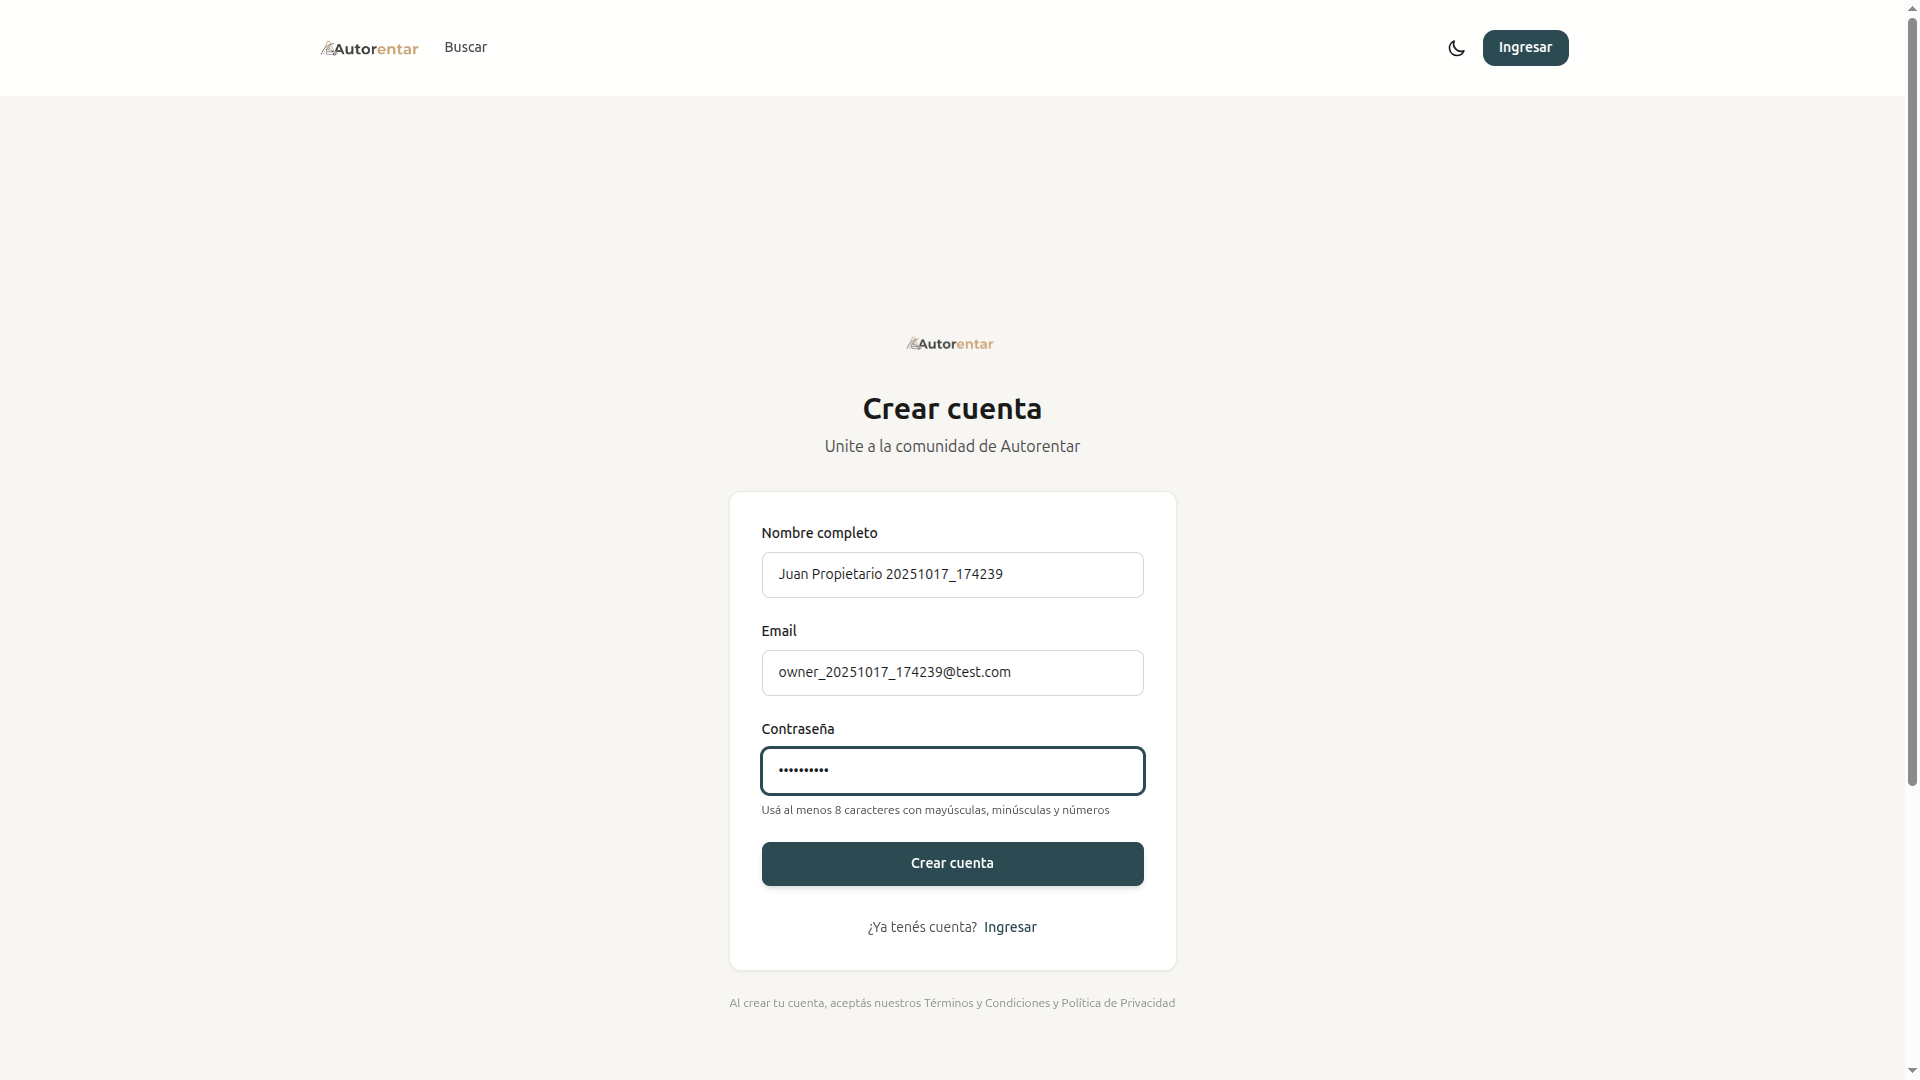 Autorentar
Buscar
Ingresar
Autorentar
Crear cuenta
Unite a la comunidad de Autorentar
Nombre completo
Juan Propietario 20251017_174239
Email
owner_20251017_174239@test.com
Contraseña
••••••••••
Usá al menos 8 caracteres con mayúsculas, minúsculas y números
Crear cuenta
¿Ya tenés cuenta? Ingresar
Al crear tu cuenta, aceptás nuestros Términos y Condiciones y Política de Privacidad